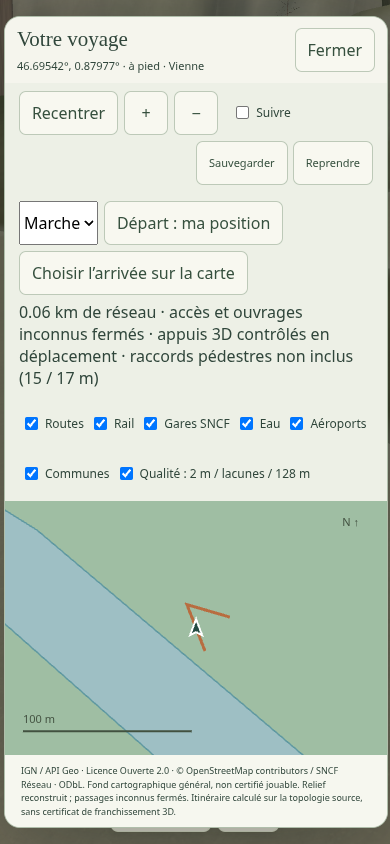 Votre voyage
Fermer
46.69542°, 0.87977° · à pied · Vienne
Recentrer + − Suivre
Sauvegarder Reprendre
Marche Départ : ma position
Choisir l’arrivée sur la carte
0.06 km de réseau · accès et ouvrages
inconnus fermés · appuis 3D contrôlés en
déplacement · raccords pédestres non inclus
(15 / 17 m)
Routes Rail Gares SNCF Eau Aéroports
Communes Qualité : 2 m / lacunes / 128 m
N ↑
100 m
IGN / API Geo · Licence Ouverte 2.0 · © OpenStreetMap contributors / SNCF
Réseau · ODbL. Fond cartographique général, non certifié jouable. Relief
reconstruit ; passages inconnus fermés. Itinéraire calculé sur la topologie source,
sans certificat de franchissement 3D.